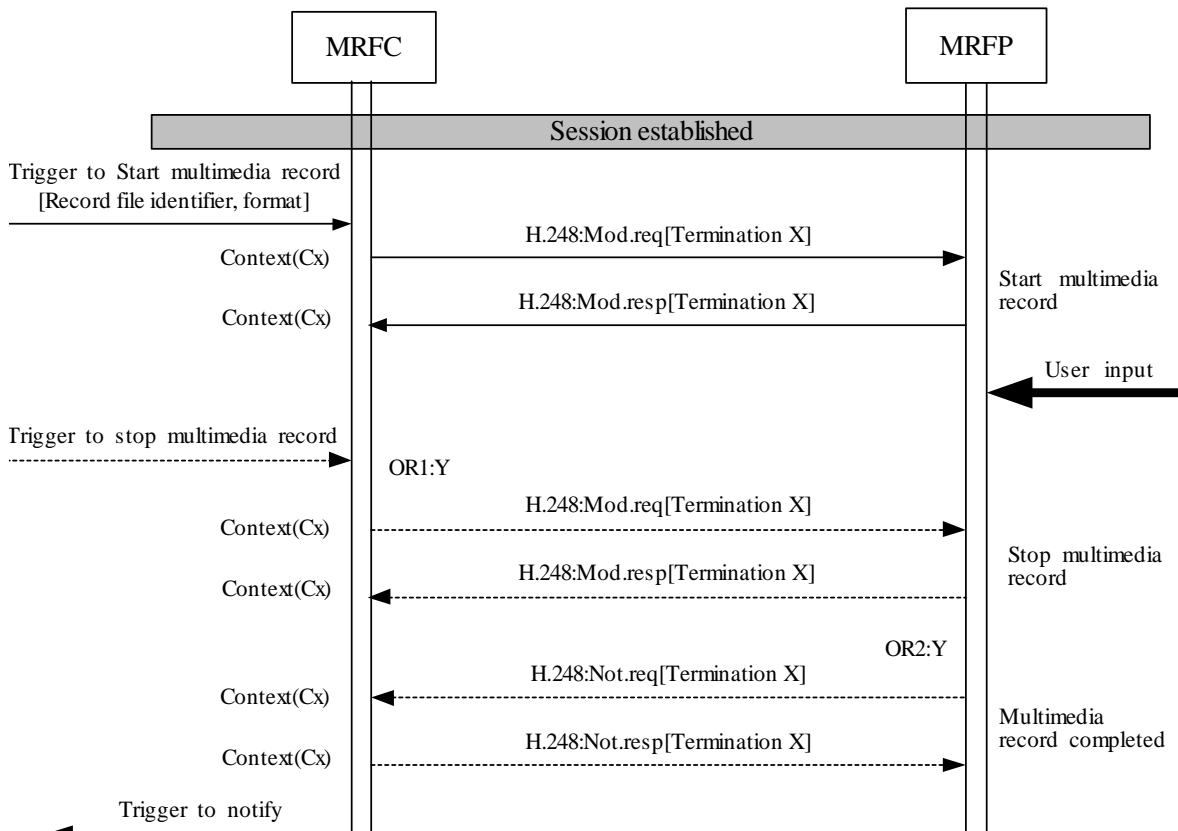 MRFC
MRFP
Session established
Trigger to Start multimedia record
[Record file identifier, format]
H.248:Mod.req[Termination X]
Context(Cx)
Start multimedia
record
H.248:Mod.resp[Termination X]
Context(Cx)
User input
Trigger to stop multimedia record
OR1:Y
H.248:Mod.req[Termination X]
Context(Cx)
Stop multimedia
record
H.248:Mod.resp[Termination X]
Context(Cx)
OR2:Y
H.248:Not.req[Termination X]
Context(Cx)
Multimedia
record completed
H.248:Not.resp[Termination X]
Context(Cx)
Trigger to notify